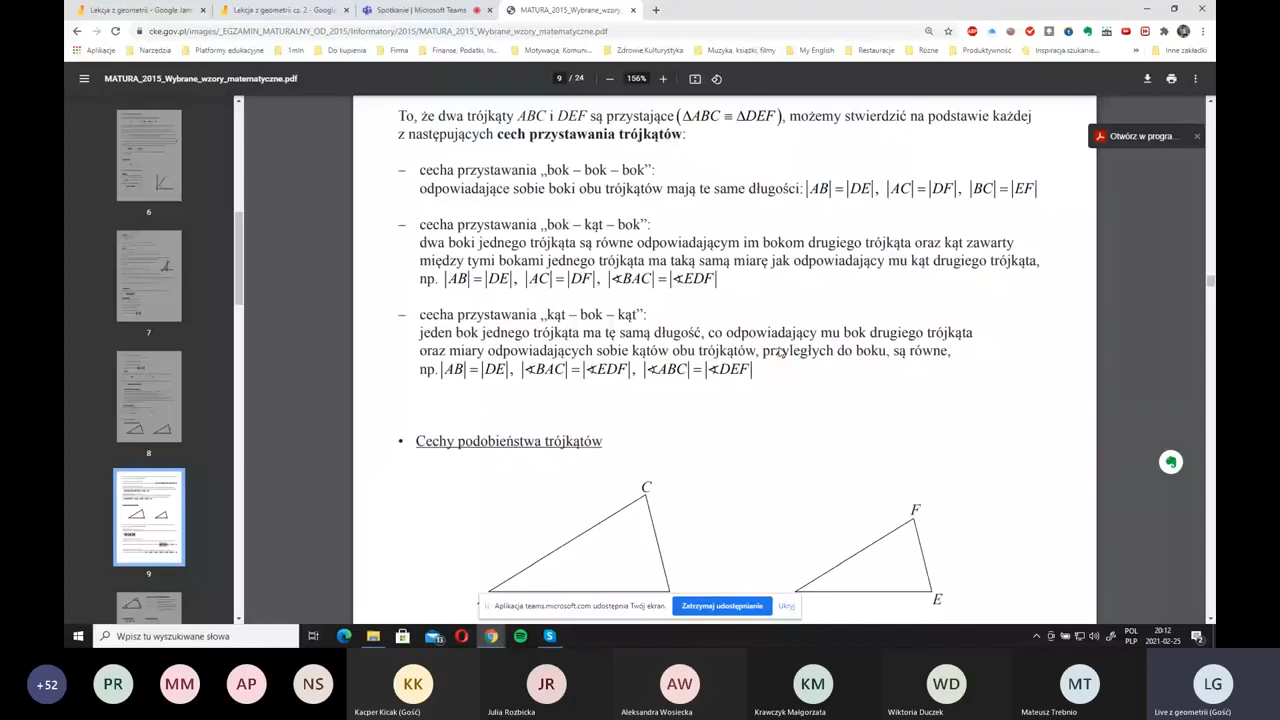 Lekcja z geometrii - Google Jam
Lekcja z geometrii cz. 2. - Goog
Spotkanie | Microsoft Teams
MATURA_2015_Wybrane_wzory_m
cke.gov.pl/images/_EGZAMIN_MATURALNY_OD_2015/Informatory/2015/MATURA_2015_Wybrane_wzory_matematyczne.pdf
Aplikacje
Narzędzia
Platformy edukacyjne
1mln
Do kupienia
Firma
Finanse, Podatki, In...
Motywacja, Komuni...
Zdrowie,Kulturystyka
Muzyka, książki, filmy
My English
Restauracje
Różne
Produktywność
Inspiracja.szukanie...
»
Inne zakładki
MATURA_2015_Wybrane_wzory_matematyczne.pdf
9 / 24
156%
Otwórz w progra...
To, że dwa trójkąty ABC i DEF są przystające (ΔABC ≡ ΔDEF), możemy stwierdzić na podstawie każdej
z następujących cech przystawania trójkątów:
– cecha przystawania „bok – bok – bok”:
odpowiadające sobie boki obu trójkątów mają te same długości: |AB| = |DE|, |AC| = |DF|, |BC| = |EF|
– cecha przystawania „bok – kąt – bok”:
dwa boki jednego trójkąta są równe odpowiadającym im bokom drugiego trójkąta oraz kąt zawarty
między tymi bokami jednego trójkąta ma taką samą miarę jak odpowiadający mu kąt drugiego trójkąta,
np. |AB| = |DE|, |AC| = |DF|, |∢BAC| = |∢EDF|
– cecha przystawania „kąt – bok – kąt”:
jeden bok jednego trójkąta ma tę samą długość, co odpowiadający mu bok drugiego trójkąta
oraz miary odpowiadających sobie kątów obu trójkątów, przyległych do boku, są równe,
np. |AB| = |DE|, |∢BAC| = |∢EDF|, |∢ABC| = |∢DEF|
• Cechy podobieństwa trójkątów
C
F
E
6
7
8
9
Aplikacja teams.microsoft.com udostępnia Twój ekran.
Zatrzymaj udostępnianie
Ukryj
Wpisz tu wyszukiwane słowa
13
POL
PLP
20:12
2021-02-25
2
+52
PR
MM
AP
NS
KK
JR
AW
KM
WD
MT
LG
Kacper Kicak (Gość)
Julia Rozbicka
Aleksandra Wosiecka
Krawczyk Małgorzata
Wiktoria Duczek
Mateusz Trebnio
Live z geometrii (Gość)